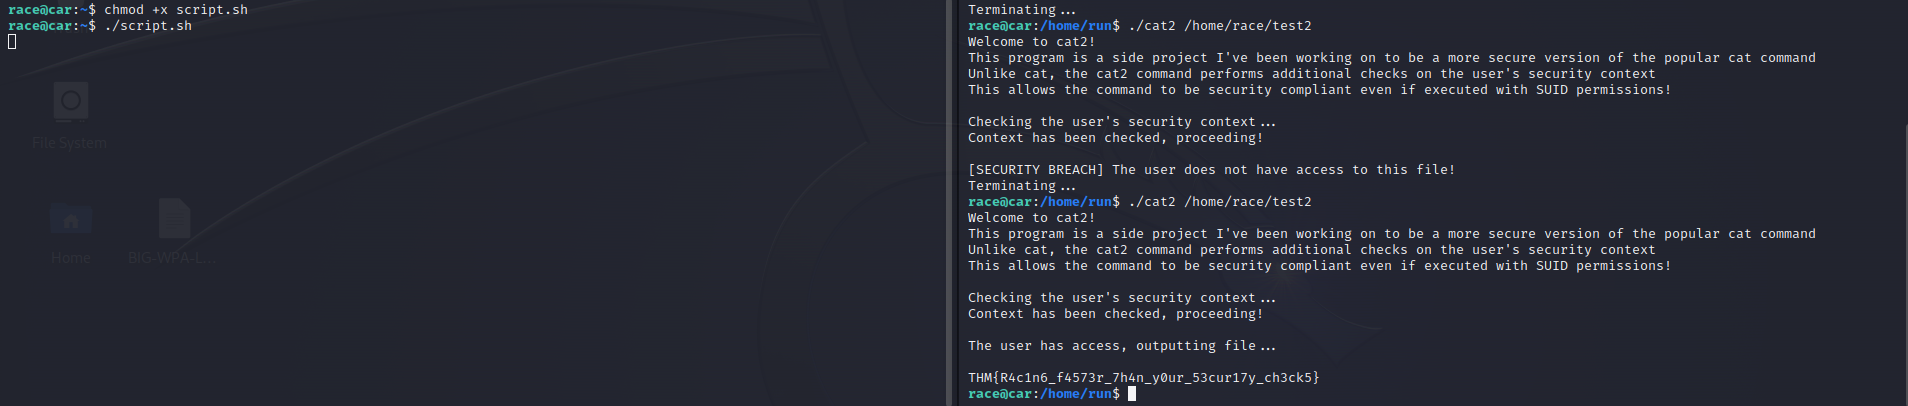 race@car:~$ chmod +x script.sh
race@car:~$ ./script.sh
File System
Home
BIG-WPA-L...
Terminating...
race@car:/home/run$ ./cat2 /home/race/test2
Welcome to cat2!
This program is a side project I've been working on to be a more secure version of the popular cat command
Unlike cat, the cat2 command performs additional checks on the user's security context
This allows the command to be security compliant even if executed with SUID permissions!
Checking the user's security context...
Context has been checked, proceeding!
[SECURITY BREACH] The user does not have access to this file!
Terminating...
race@car:/home/run$ ./cat2 /home/race/test2
Welcome to cat2!
This program is a side project I've been working on to be a more secure version of the popular cat command
Unlike cat, the cat2 command performs additional checks on the user's security context
This allows the command to be security compliant even if executed with SUID permissions!
Checking the user's security context...
Context has been checked, proceeding!
The user has access, outputting file...
THM{R4c1n6_f4573r_7h4n_y0ur_53cur17y_ch3ck5}
race@car:/home/run$